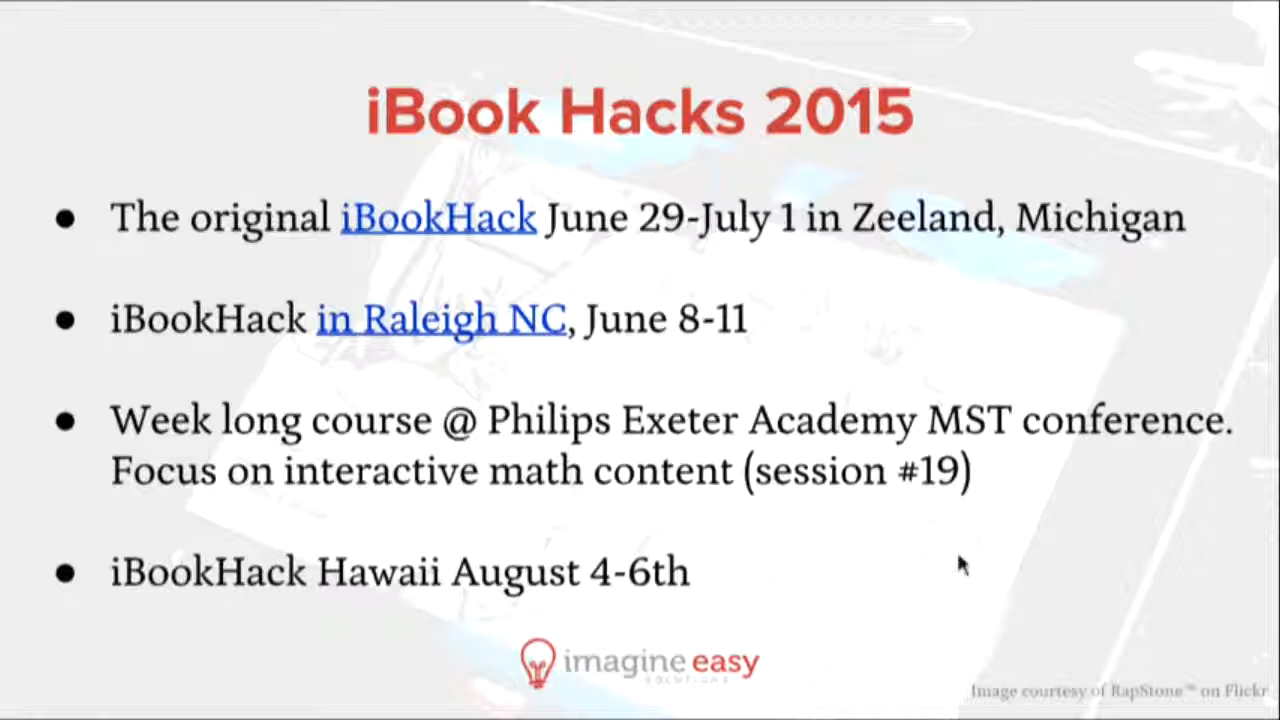 iBook Hacks 2015
● The original iBookHack June 29-July 1 in Zeeland, Michigan
● iBookHack in Raleigh NC, June 8-11
● Week long course @ Philips Exeter Academy MST conference.
Focus on interactive math content (session #19)
● iBookHack Hawaii August 4-6th
imagine easy
SOLUTIONS
Image courtesy of RapStone™ on Flickr